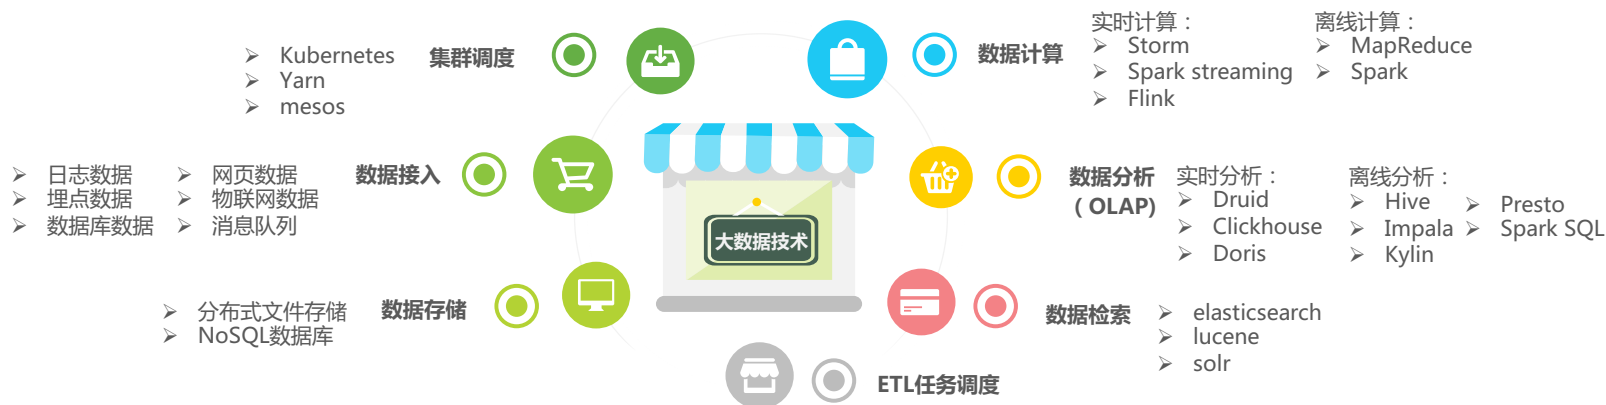 集群调度
➢ Kubernetes
➢ Yarn
➢ mesos
数据计算
实时计算：
➢ Storm
➢ Spark streaming
➢ Flink
离线计算：
➢ MapReduce
➢ Spark
数据接入
➢ 日志数据
➢ 埋点数据
➢ 数据库数据
➢ 网页数据
➢ 物联网数据
➢ 消息队列
大数据技术
数据分析
（OLAP)
实时分析：
➢ Druid
➢ Clickhouse
➢ Doris
离线分析：
➢ Hive
➢ Impala
➢ Kylin
➢ Presto
➢ Spark SQL
数据存储
➢ 分布式文件存储
➢ NoSQL数据库
数据检索
➢ elasticsearch
➢ lucene
➢ solr
ETL任务调度